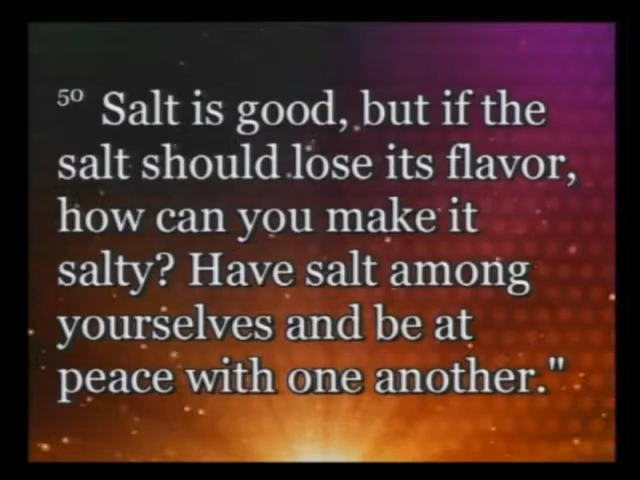 50 Salt is good, but if the
salt should lose its flavor,
how can you make it
salty? Have salt among
yourselves and be at
peace with one another."